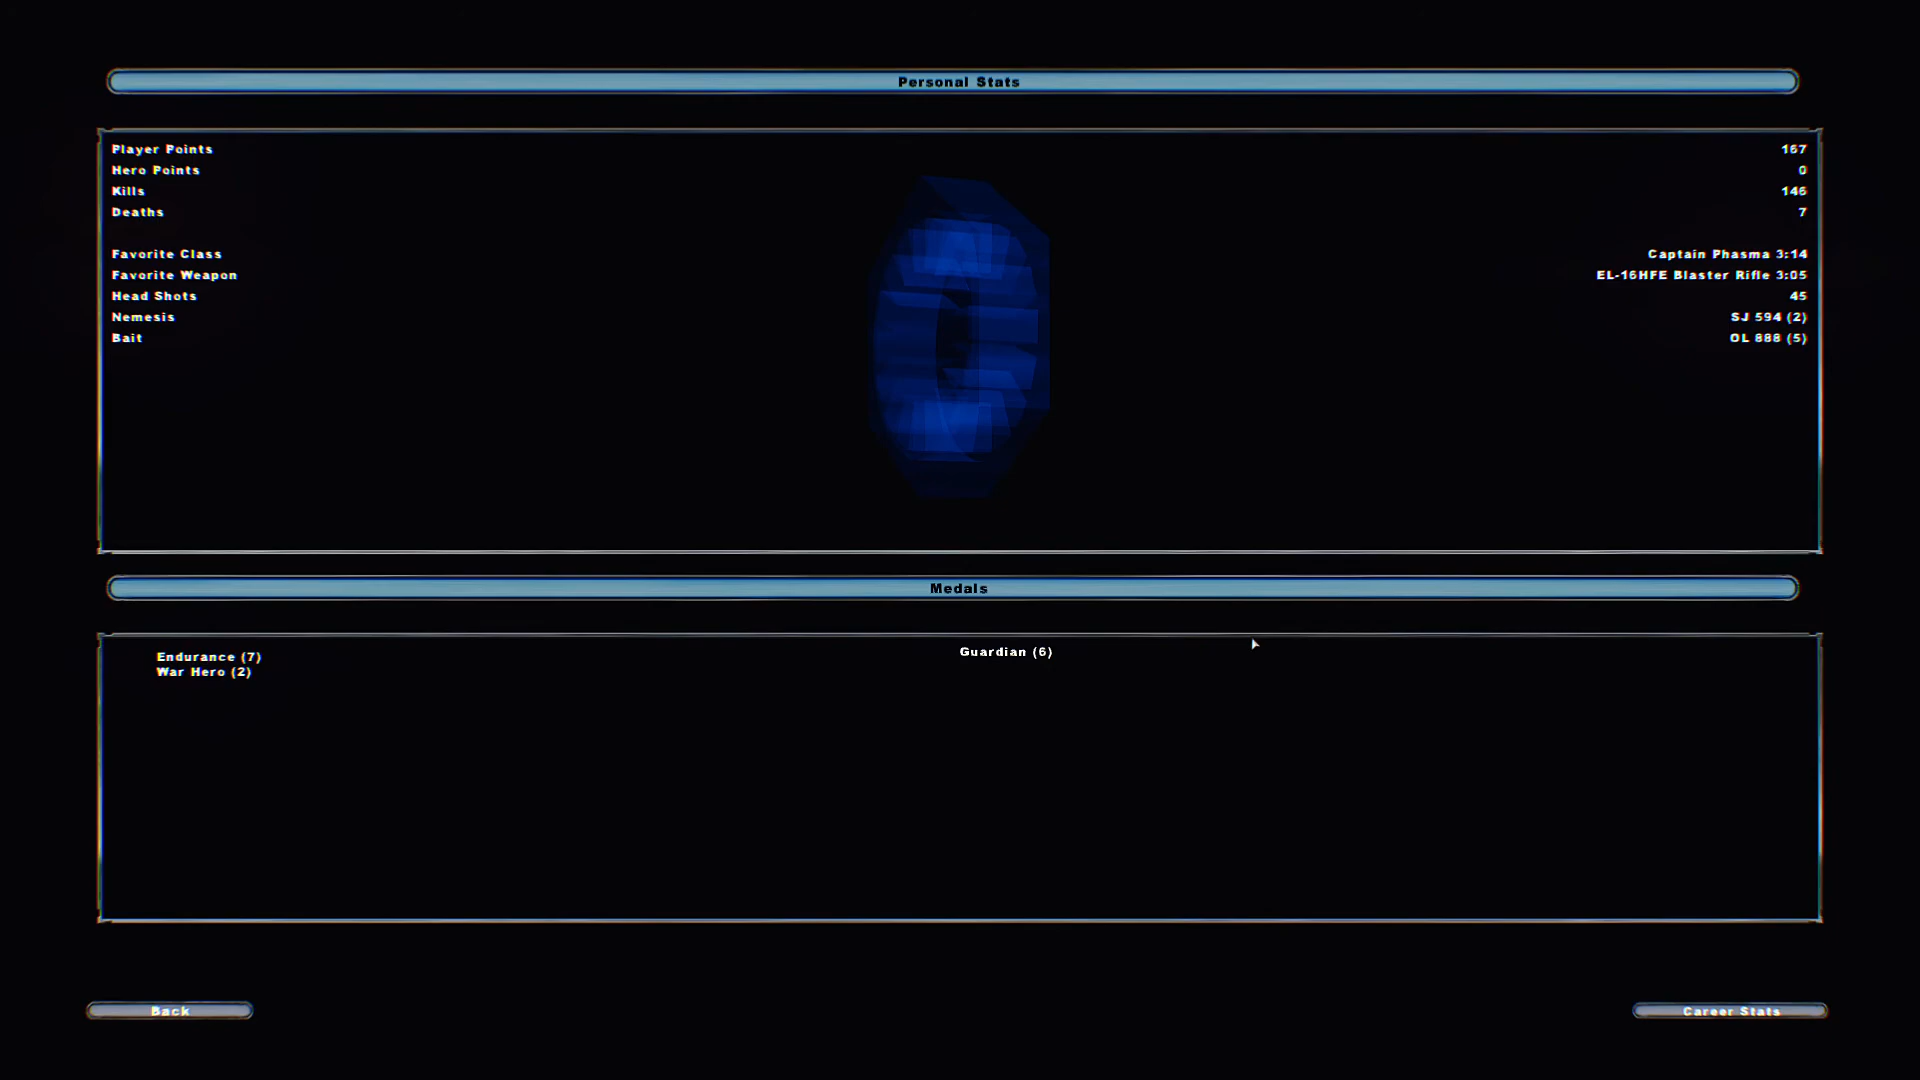 Personal Stats
Player Points 167
Hero Points 0
Kills 146
Deaths 7
Favorite Class Captain Phasma 3:14
Favorite Weapon EL-16HFE Blaster Rifle 3:05
Head Shots 45
Nemesis SJ 594 (2)
Bait OL 888 (5)
Medals
Endurance (7) Guardian (6)
War Hero (2)
Back Career Stats